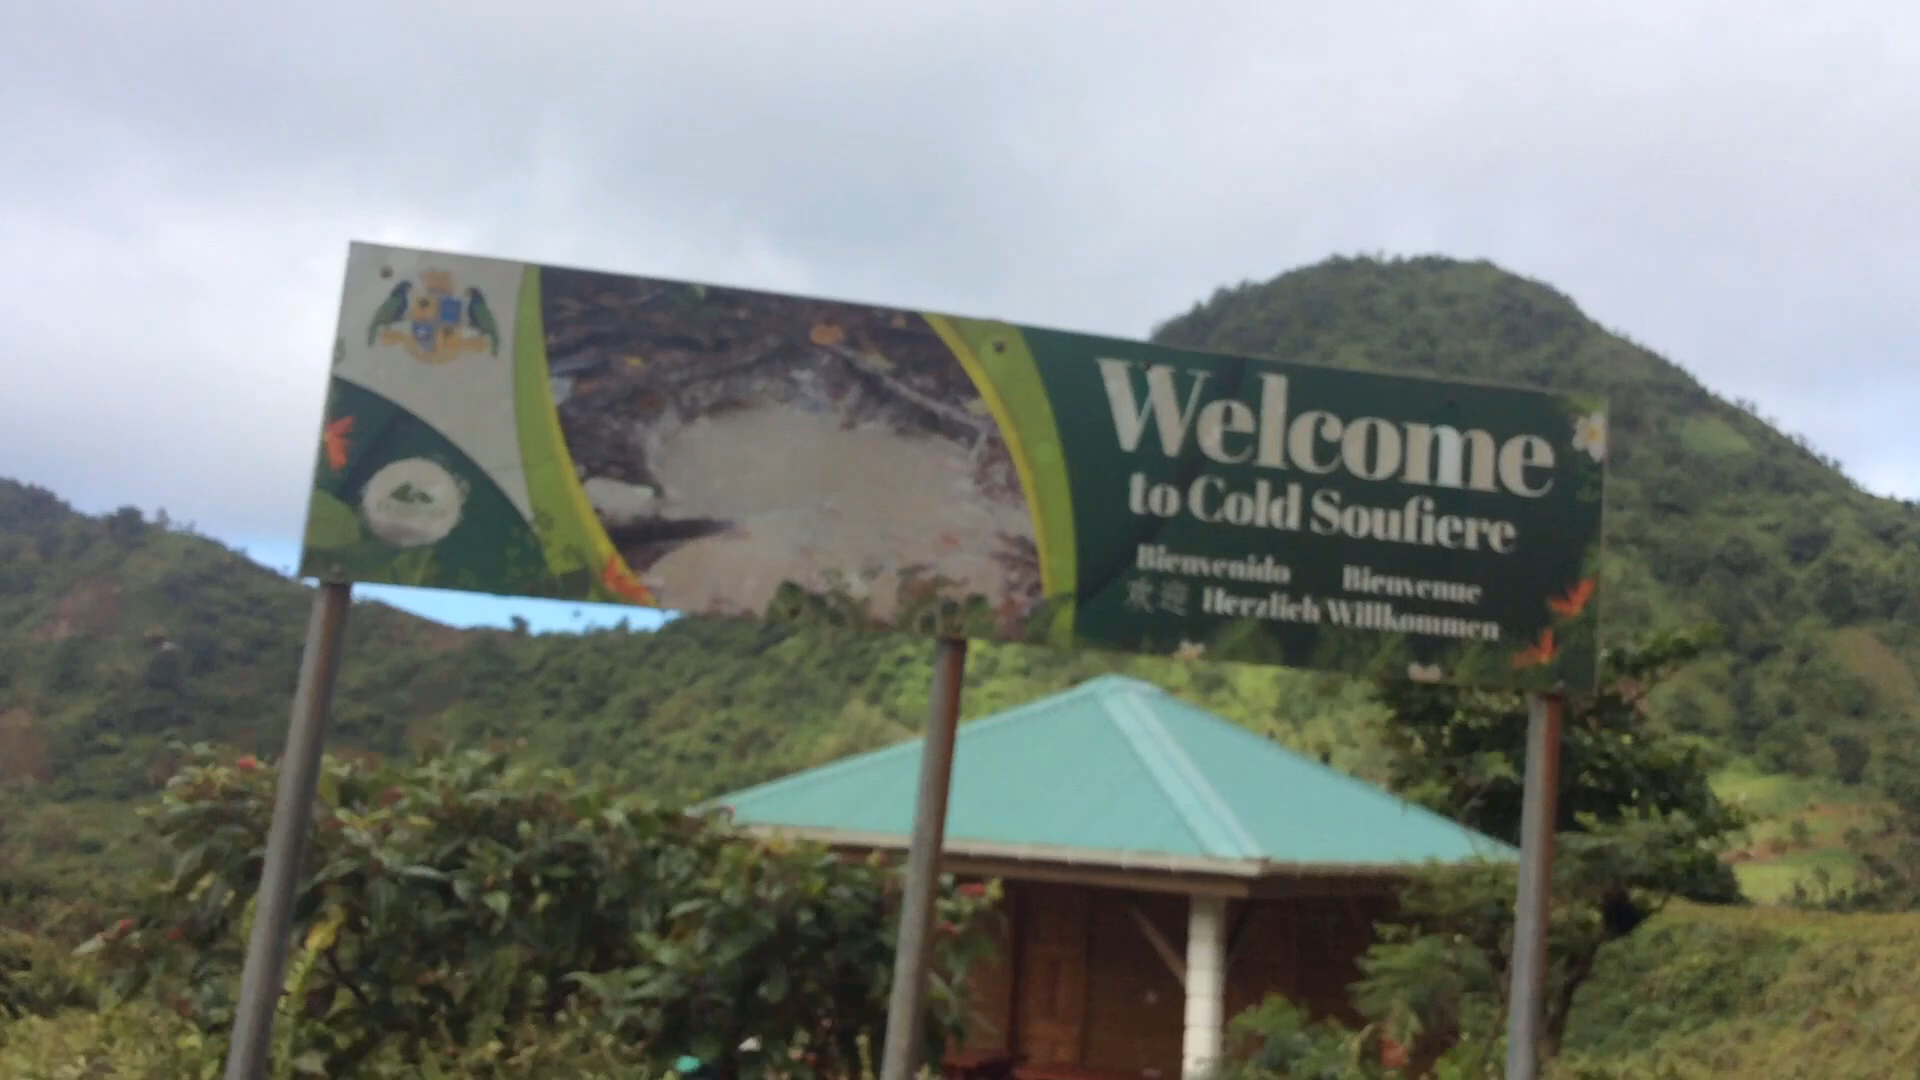 Welcome
to Cold Soufiere
Bienvenido Bienvenue
欢迎 Herzlich Willkommen